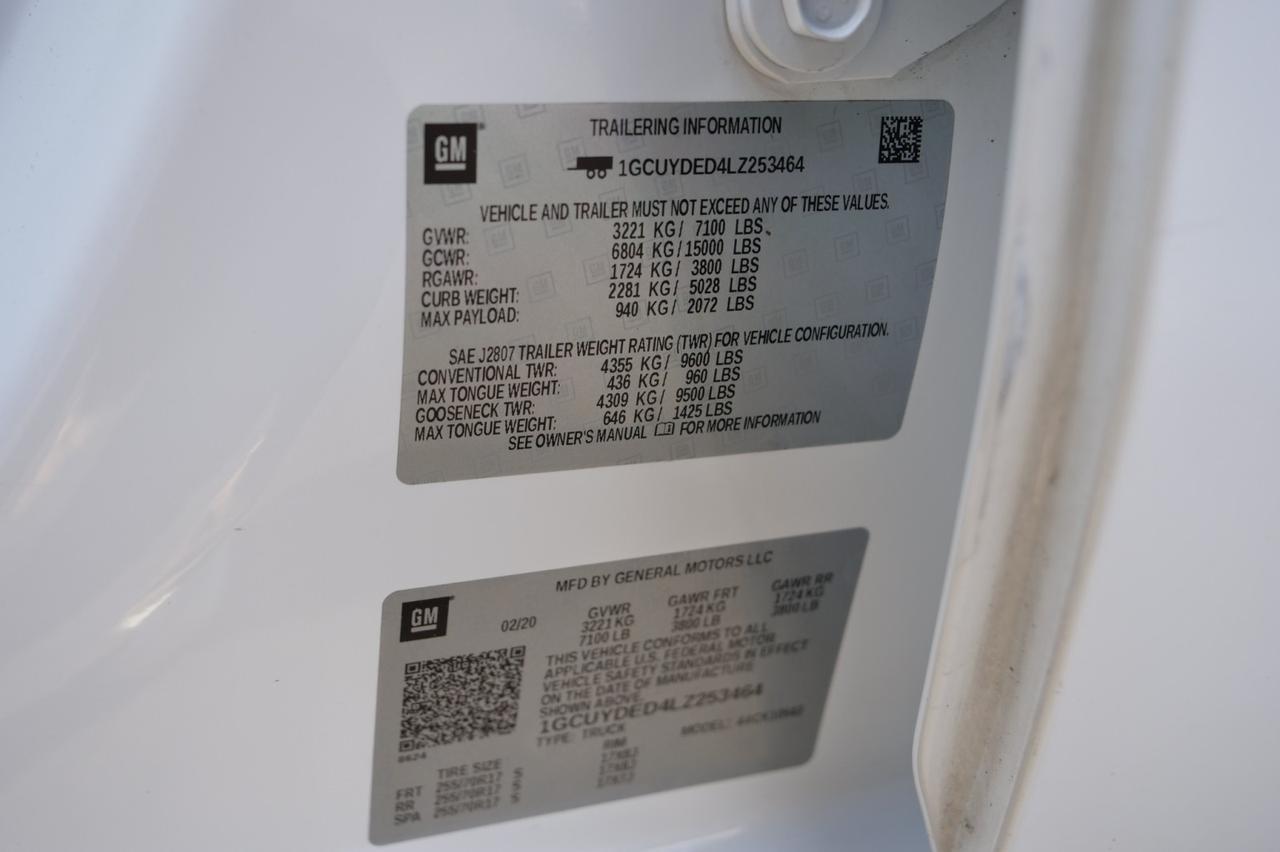 GM
TRAILERING INFORMATION
1GCUYDED4LZ253464
VEHICLE AND TRAILER MUST NOT EXCEED ANY OF THESE VALUES.
GVWR: 3221 KG/ 7100 LBS
GCWR: 6804 KG/15000 LBS
RGAWR: 1724 KG/ 3800 LBS
CURB WEIGHT: 2281 KG/ 5028 LBS
MAX PAYLOAD: 940 KG/ 2072 LBS
SAE J2807 TRAILER WEIGHT RATING (TWR) FOR VEHICLE CONFIGURATION.
CONVENTIONAL TWR: 4355 KG/ 9600 LBS
MAX TONGUE WEIGHT: 436 KG/ 960 LBS
GOOSENECK TWR: 4309 KG/ 9500 LBS
MAX TONGUE WEIGHT: 646 KG/ 1425 LBS
SEE OWNER'S MANUAL FOR MORE INFORMATION
MFD BY GENERAL MOTORS LLC
GM
02/20
GVWR GAWR FRT GAWR RR
3221 KG 1724 KG 1724 KG
7100 LB 3800 LB 3800 LB
THIS VEHICLE CONFORMS TO ALL
APPLICABLE U.S. FEDERAL MOTOR
VEHICLE SAFETY STANDARDS IN EFFECT
ON THE DATE OF MANUFACTURE
SHOWN ABOVE.
1GCUYDED4LZ253464
TYPE: TRUCK MODEL:
TIRE SIZE RIM
FRT 255/70R17 S
RR 255/70R17 S
SPA 255/70R17 S